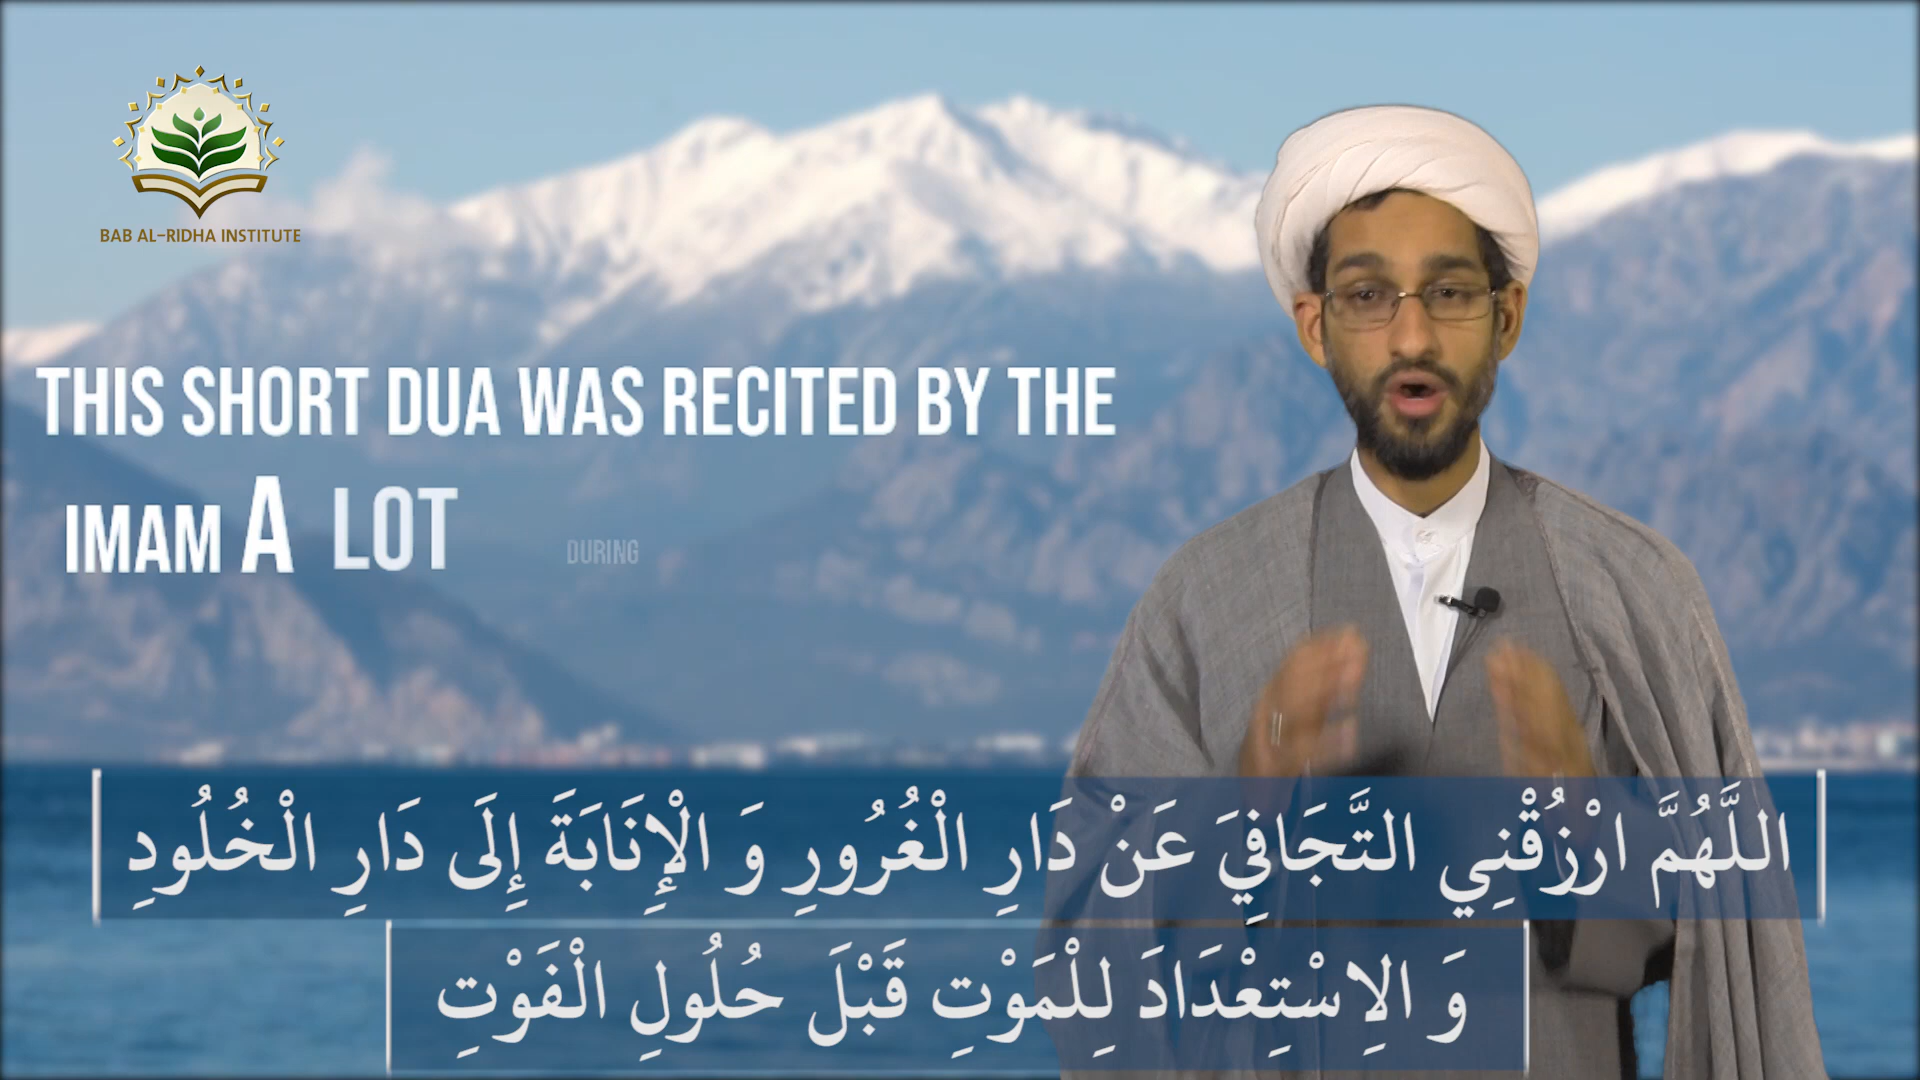 BAB AL-RIDHA INSTITUTE
THIS SHORT DUA WAS RECITED BY THE
IMAM A LOT DURING
اللَّهُمَّ ارْزُقْنِي التَّجَافِيَ عَنْ دَارِ الْغُرُورِ وَ الْإِنَابَةَ إِلَى دَارِ الْخُلُودِ
وَ الِاسْتِعْدَادَ لِلْمَوْتِ قَبْلَ حُلُولِ الْفَوْتِ